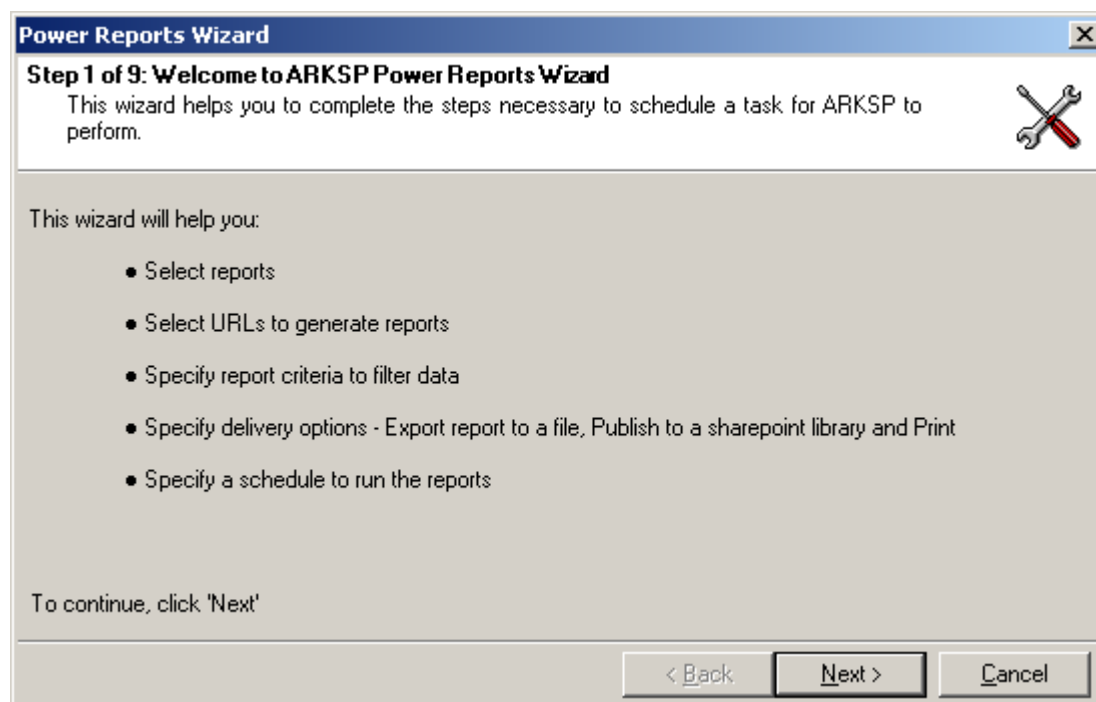 Power Reports Wizard
Step 1 of 9: Welcome to ARKSP Power Reports Wizard
This wizard helps you to complete the steps necessary to schedule a task for ARKSP to
perform.
This wizard will help you:
● Select reports
● Select URLs to generate reports
● Specify report criteria to filter data
● Specify delivery options - Export report to a file, Publish to a sharepoint library and Print
● Specify a schedule to run the reports
To continue, click 'Next'
< Back Next > Cancel